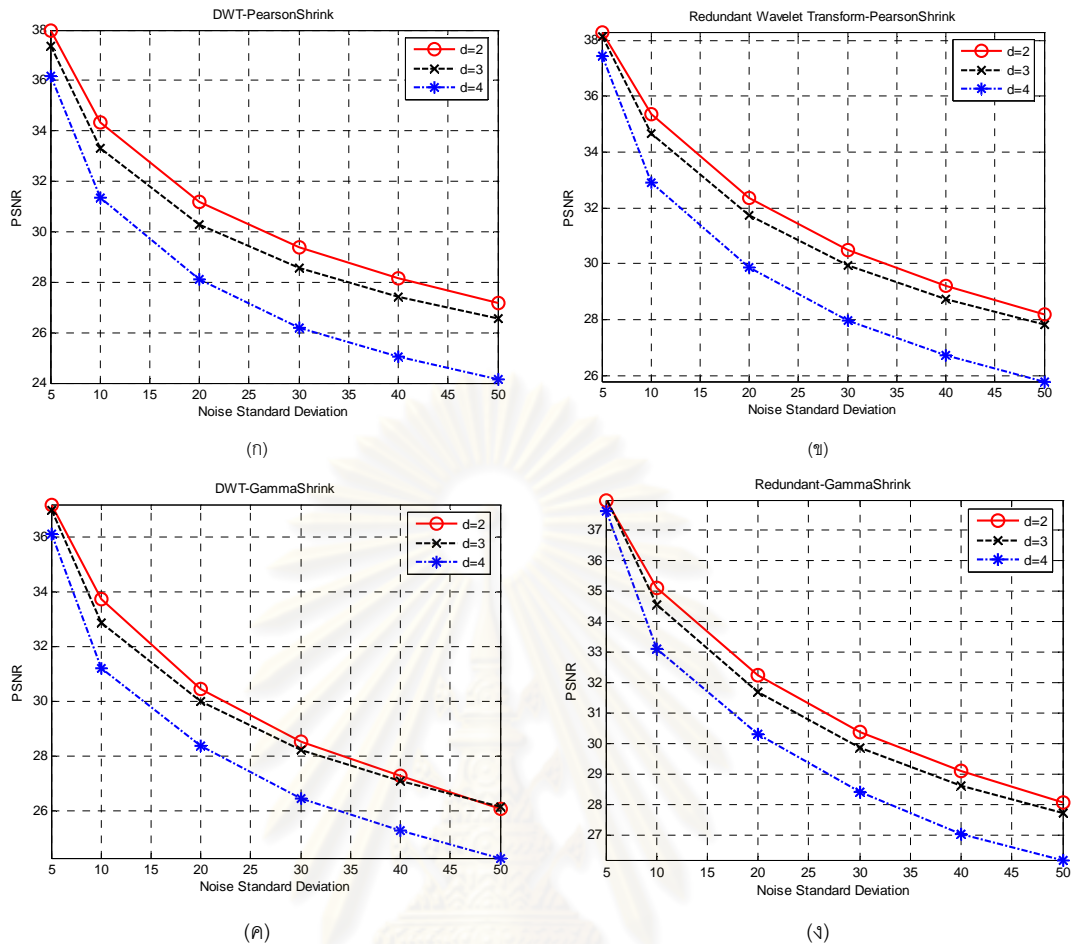 DWT-PearsonShrink
38
36
34
32
30
28
26
24
PSNR
d=2
d=3
d=4
5 10 15 20 25 30 35 40 45 50
Noise Standard Deviation
(ก)
Redundant Wavelet Transform-PearsonShrink
38
36
34
32
30
28
26
PSNR
d=2
d=3
d=4
5 10 15 20 25 30 35 40 45 50
Noise Standard Deviation
(ข)
DWT-GammaShrink
36
34
32
30
28
26
PSNR
d=2
d=3
d=4
5 10 15 20 25 30 35 40 45 50
Noise Standard Deviation
(ค)
Redundant-GammaShrink
37
36
35
34
33
32
31
30
29
28
27
PSNR
d=2
d=3
d=4
5 10 15 20 25 30 35 40 45 50
Noise Standard Deviation
(ง)